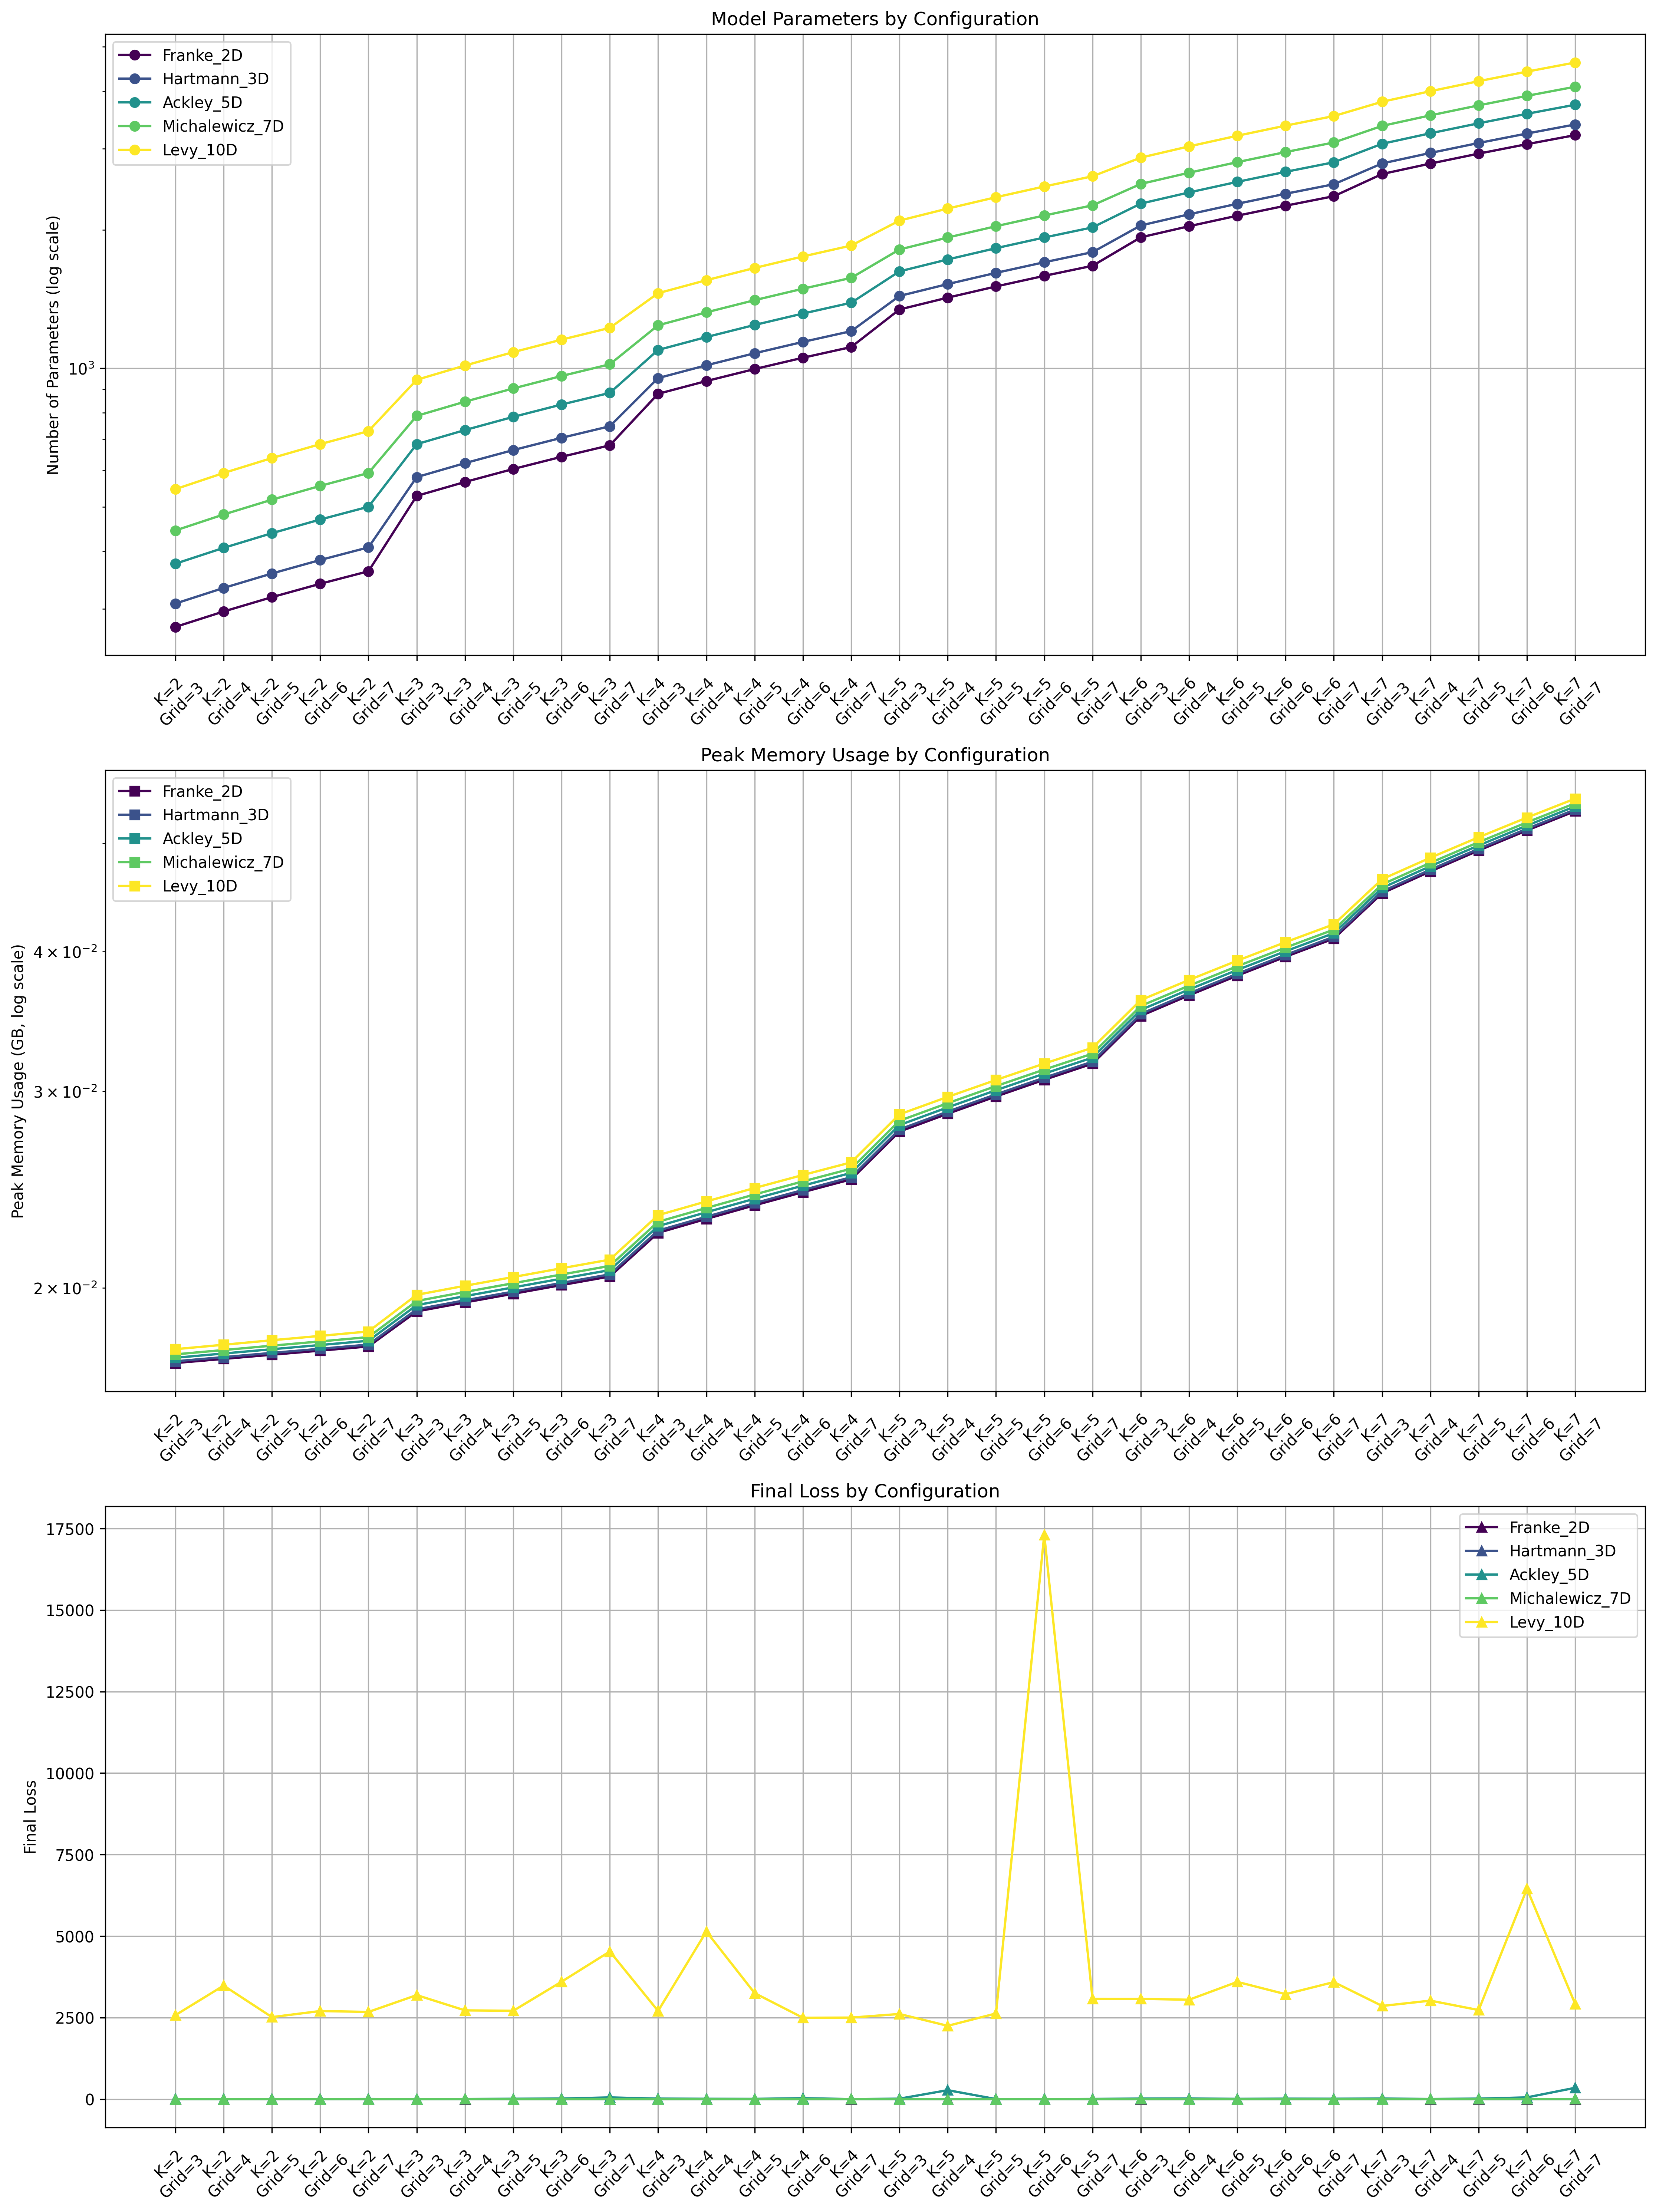 Model Parameters by Configuration
Franke_2D
Hartmann_3D
Ackley_5D
Michalewicz_7D
Levy_10D
Number of Parameters (log scale)
10³
K=2
Grid=3
K=2
Grid=4
K=2
Grid=5
K=2
Grid=6
K=2
Grid=7
K=3
Grid=3
K=3
Grid=4
K=3
Grid=5
K=3
Grid=6
K=3
Grid=7
K=4
Grid=3
K=4
Grid=4
K=4
Grid=5
K=4
Grid=6
K=4
Grid=7
K=5
Grid=3
K=5
Grid=4
K=5
Grid=5
K=5
Grid=6
K=5
Grid=7
K=6
Grid=3
K=6
Grid=4
K=6
Grid=5
K=6
Grid=6
K=6
Grid=7
K=7
Grid=3
K=7
Grid=4
K=7
Grid=5
K=7
Grid=6
K=7
Grid=7
Peak Memory Usage by Configuration
Franke_2D
Hartmann_3D
Ackley_5D
Michalewicz_7D
Levy_10D
Peak Memory Usage (GB, log scale)
4 × 10⁻²
3 × 10⁻²
2 × 10⁻²
K=2
Grid=3
K=2
Grid=4
K=2
Grid=5
K=2
Grid=6
K=2
Grid=7
K=3
Grid=3
K=3
Grid=4
K=3
Grid=5
K=3
Grid=6
K=3
Grid=7
K=4
Grid=3
K=4
Grid=4
K=4
Grid=5
K=4
Grid=6
K=4
Grid=7
K=5
Grid=3
K=5
Grid=4
K=5
Grid=5
K=5
Grid=6
K=5
Grid=7
K=6
Grid=3
K=6
Grid=4
K=6
Grid=5
K=6
Grid=6
K=6
Grid=7
K=7
Grid=3
K=7
Grid=4
K=7
Grid=5
K=7
Grid=6
K=7
Grid=7
Final Loss by Configuration
Franke_2D
Hartmann_3D
Ackley_5D
Michalewicz_7D
Levy_10D
Final Loss
17500
15000
12500
10000
7500
5000
2500
0
K=2
Grid=3
K=2
Grid=4
K=2
Grid=5
K=2
Grid=6
K=2
Grid=7
K=3
Grid=3
K=3
Grid=4
K=3
Grid=5
K=3
Grid=6
K=3
Grid=7
K=4
Grid=3
K=4
Grid=4
K=4
Grid=5
K=4
Grid=6
K=4
Grid=7
K=5
Grid=3
K=5
Grid=4
K=5
Grid=5
K=5
Grid=6
K=5
Grid=7
K=6
Grid=3
K=6
Grid=4
K=6
Grid=5
K=6
Grid=6
K=6
Grid=7
K=7
Grid=3
K=7
Grid=4
K=7
Grid=5
K=7
Grid=6
K=7
Grid=7